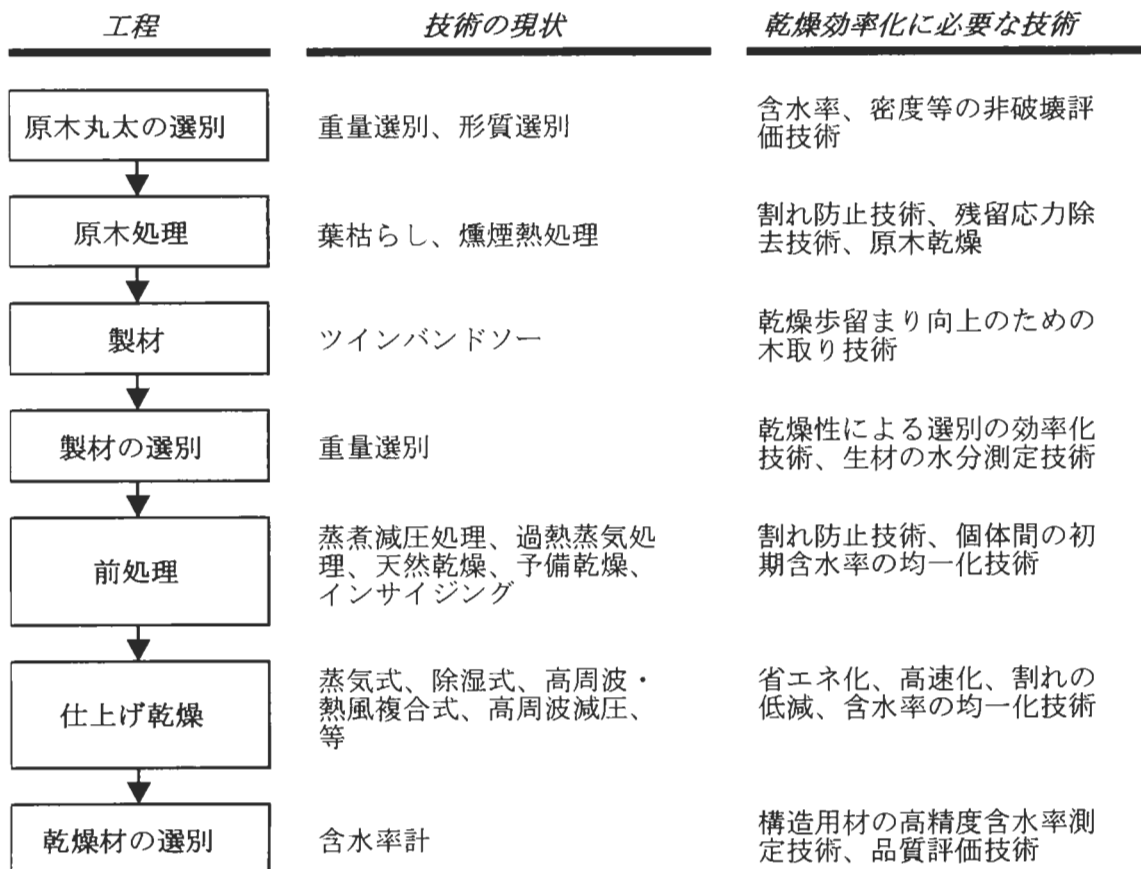 工程 技術の現状 乾燥効率化に必要な技術
原木丸太の選別
重量選別、形質選別
含水率、密度等の非破壊評
価技術
原木処理
葉枯らし、燻煙熱処理
割れ防止技術、残留応力除
去技術、原木乾燥
製材
ツインバンドソー
乾燥歩留まり向上のための
木取り技術
製材の選別
重量選別
乾燥性による選別の効率化
技術、生材の水分測定技術
前処理
蒸煮減圧処理、過熱蒸気処
理、天然乾燥、予備乾燥、
インサイジング
割れ防止技術、個体間の初
期含水率の均一化技術
仕上げ乾燥
蒸気式、除湿式、高周波・
熱風複合式、高周波減圧、
等
省エネ化、高速化、割れの
低減、含水率の均一化技術
乾燥材の選別
含水率計
構造用材の高精度含水率測
定技術、品質評価技術